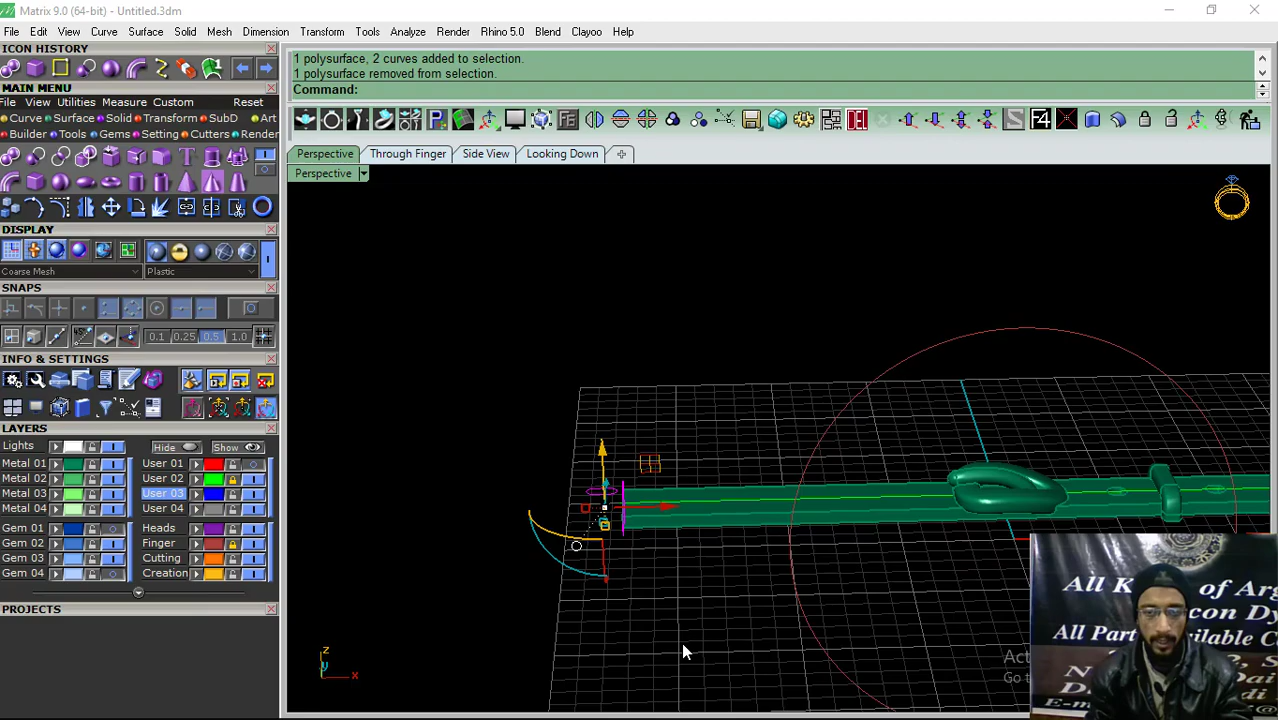 Matrix 9.0 (64-bit) - Untitled.3dm
File Edit View Curve Surface Solid Mesh Dimension Transform Tools Analyze Render Rhino 5.0 Blend Clayoo Help
ICON HISTORY
1 polysurface, 2 curves added to selection.
1 polysurface removed from selection.
Command:
MAIN MENU
File View Utilities Measure Custom Reset
Curve Surface Solid Transform SubD Art
Builder Tools Gems Setting Cutters Render
Perspective Through Finger Side View Looking Down
Perspective
DISPLAY
Coarse Mesh Plastic
SNAPS
0.1 0.25 0.5 1.0
INFO & SETTINGS
LAYERS
Lights Hide Show
Metal 01 User 01
Metal 02 User 02
Metal 03 User 03
Metal 04 User 04
Gem 01 Heads
Gem 02 Finger
Gem 03 Cutting
Gem 04 Creation
PROJECTS
z
y
x
All K of Ar
con Dy
All Par vailable C
Act
Go to